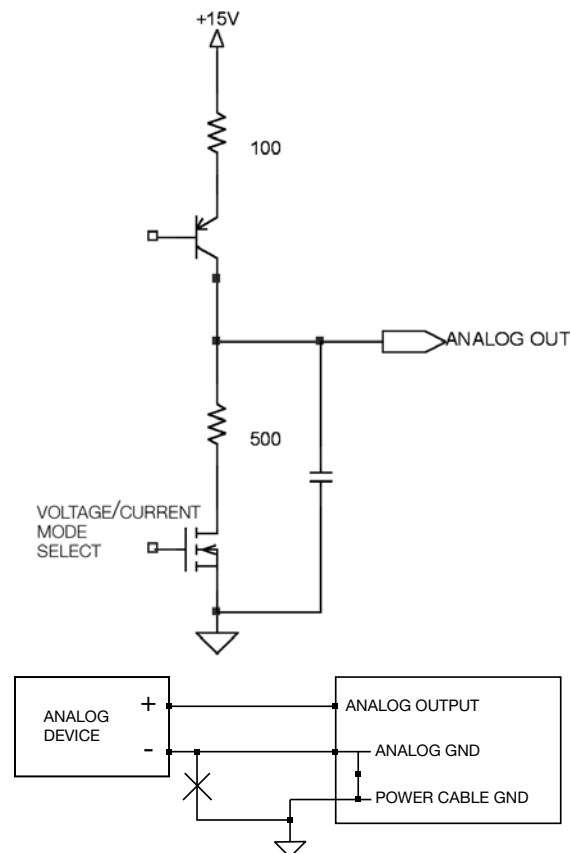 +15V
100
ANALOG OUT
500
VOLTAGE/CURRENT
MODE
SELECT
ANALOG
DEVICE
+
-
ANALOG OUTPUT
ANALOG GND
POWER CABLE GND